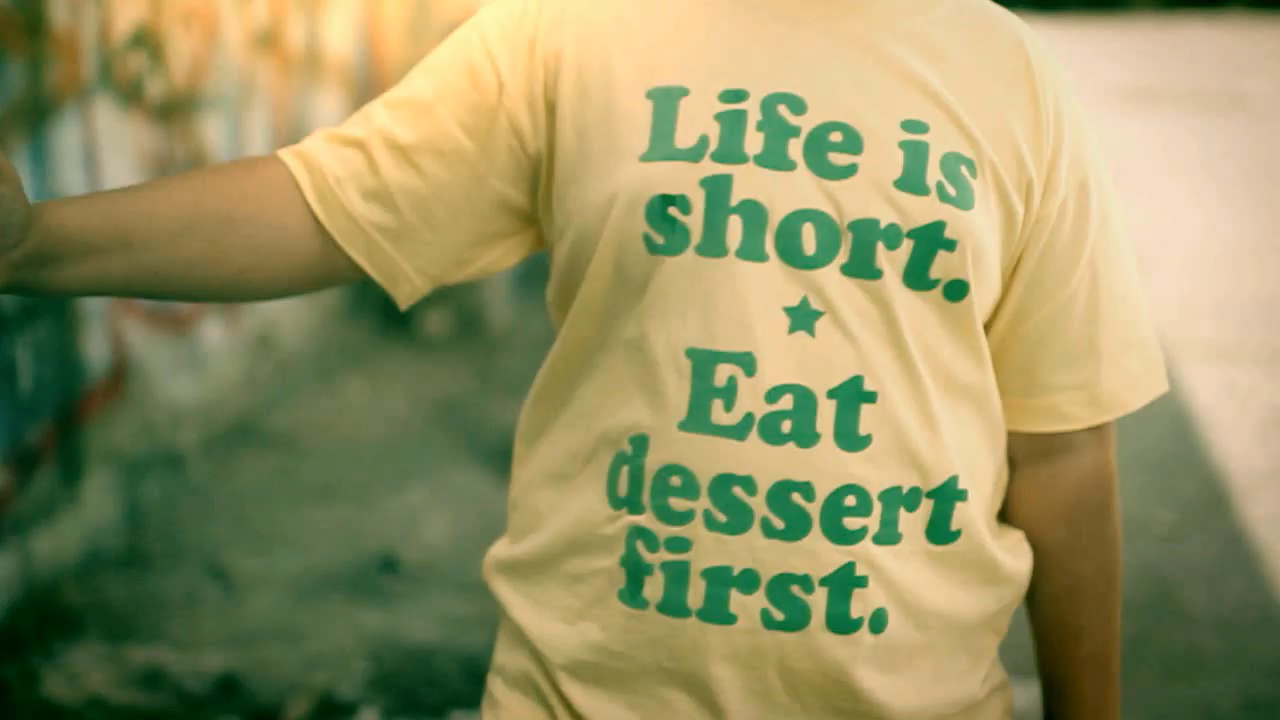 Life is
short.
Eat
dessert
first.